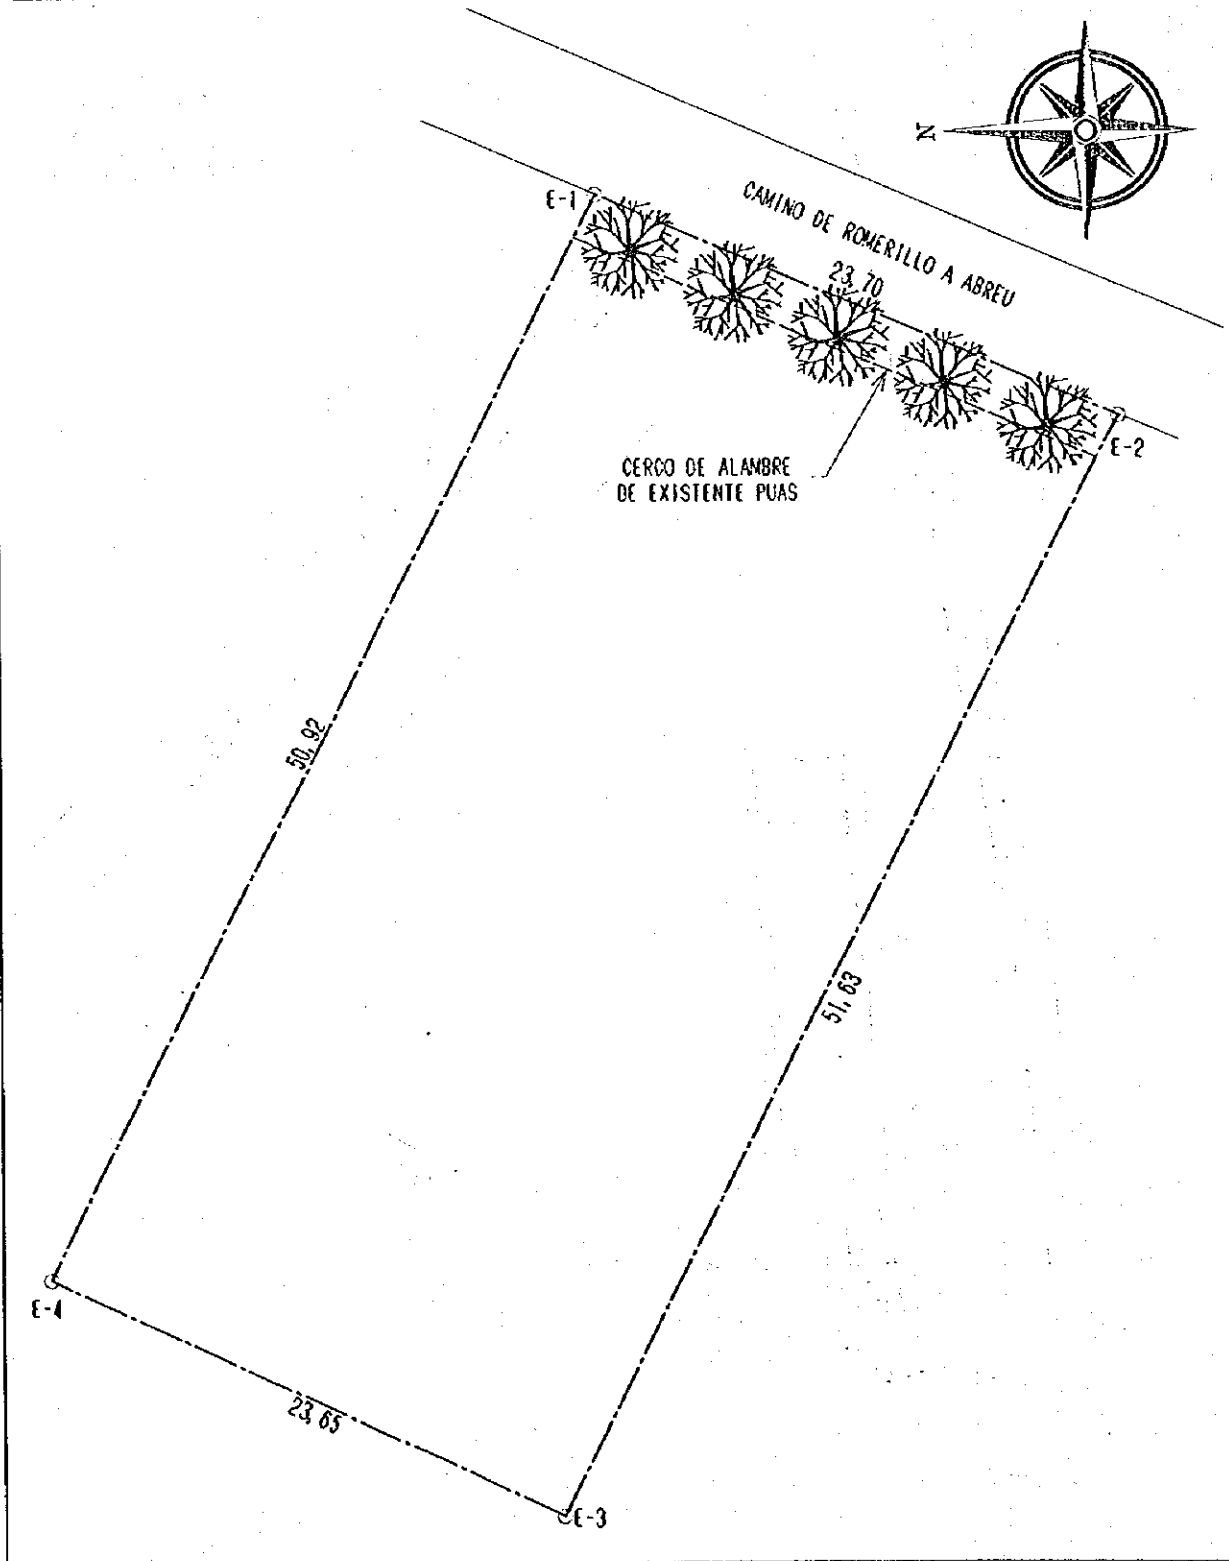 N
E-1
CAMINO DE ROMERILLO A ABREU
23,70
E-2
CERCO DE ALAMBRE
DE EXISTENTE PUAS
50,92
51,63
E-4
23,65
E-3